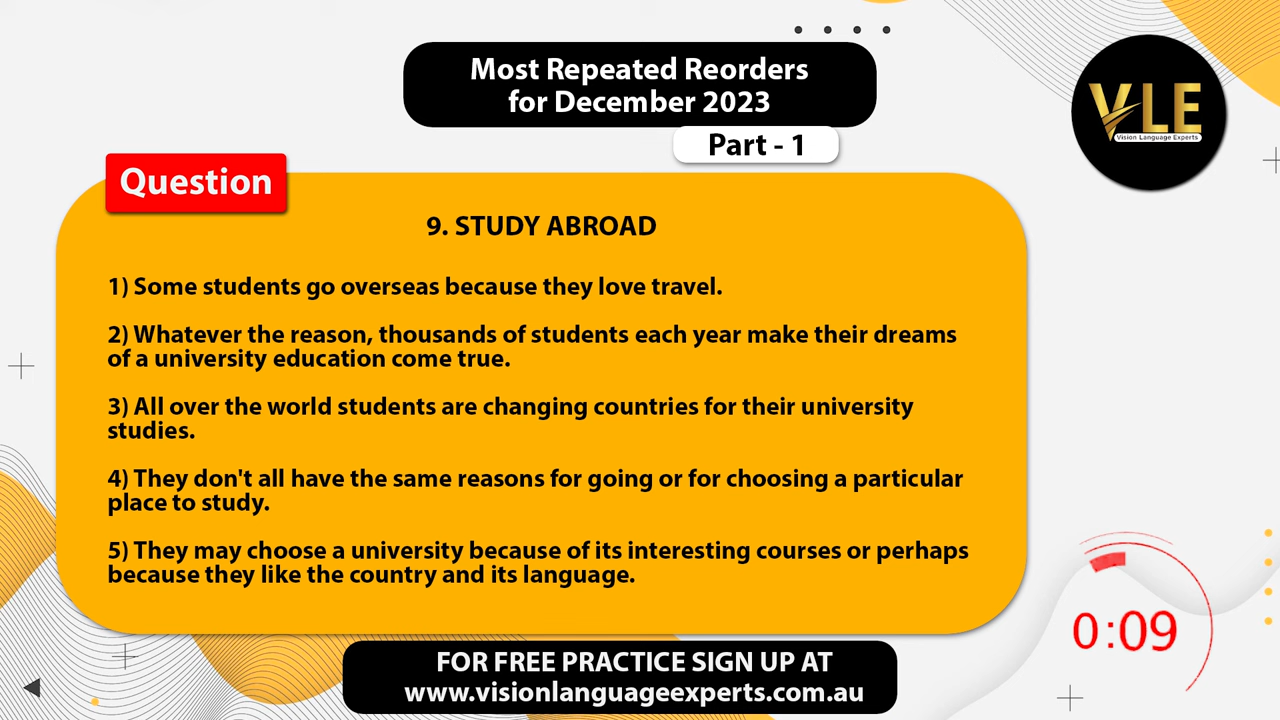 Most Repeated Reorders
for December 2023
Part - 1
VLE
Vision Language Experts
Question
9. STUDY ABROAD
1) Some students go overseas because they love travel.
2) Whatever the reason, thousands of students each year make their dreams
of a university education come true.
3) All over the world students are changing countries for their university
studies.
4) They don't all have the same reasons for going or for choosing a particular
place to study.
5) They may choose a university because of its interesting courses or perhaps
because they like the country and its language.
0:09
FOR FREE PRACTICE SIGN UP AT
www.visionlanguageexperts.com.au